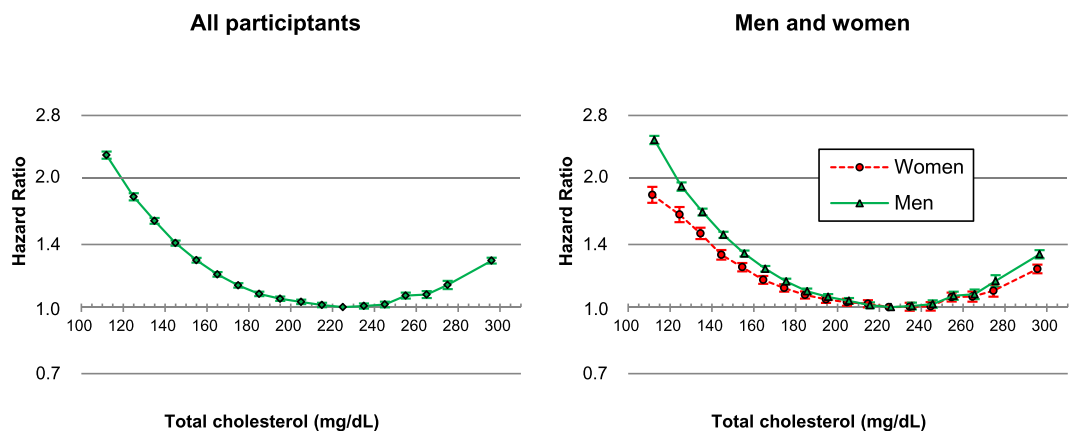 All participtants
Hazard Ratio
2.8
2.0
1.4
1.0
0.7
100 120 140 160 180 200 220 240 260 280 300
Total cholesterol (mg/dL)
Men and women
Hazard Ratio
2.8
2.0
1.4
1.0
0.7
Women
Men
100 120 140 160 180 200 220 240 260 280 300
Total cholesterol (mg/dL)